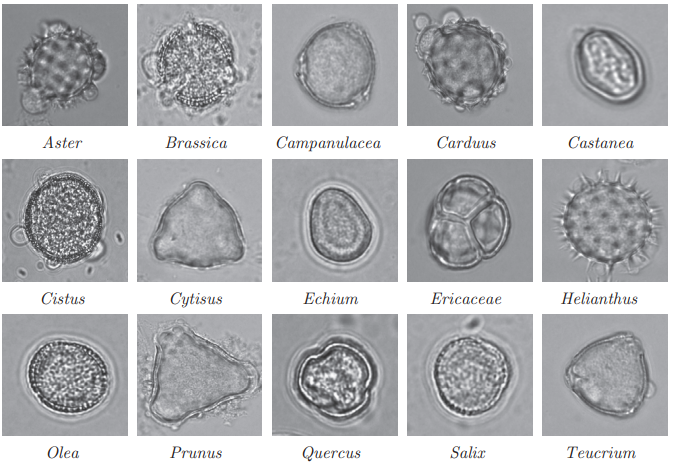 Aster Brassica Campanulacea Carduus Castanea
Cistus Cytisus Echium Ericaceae Helianthus
Olea Prunus Quercus Salix Teucrium